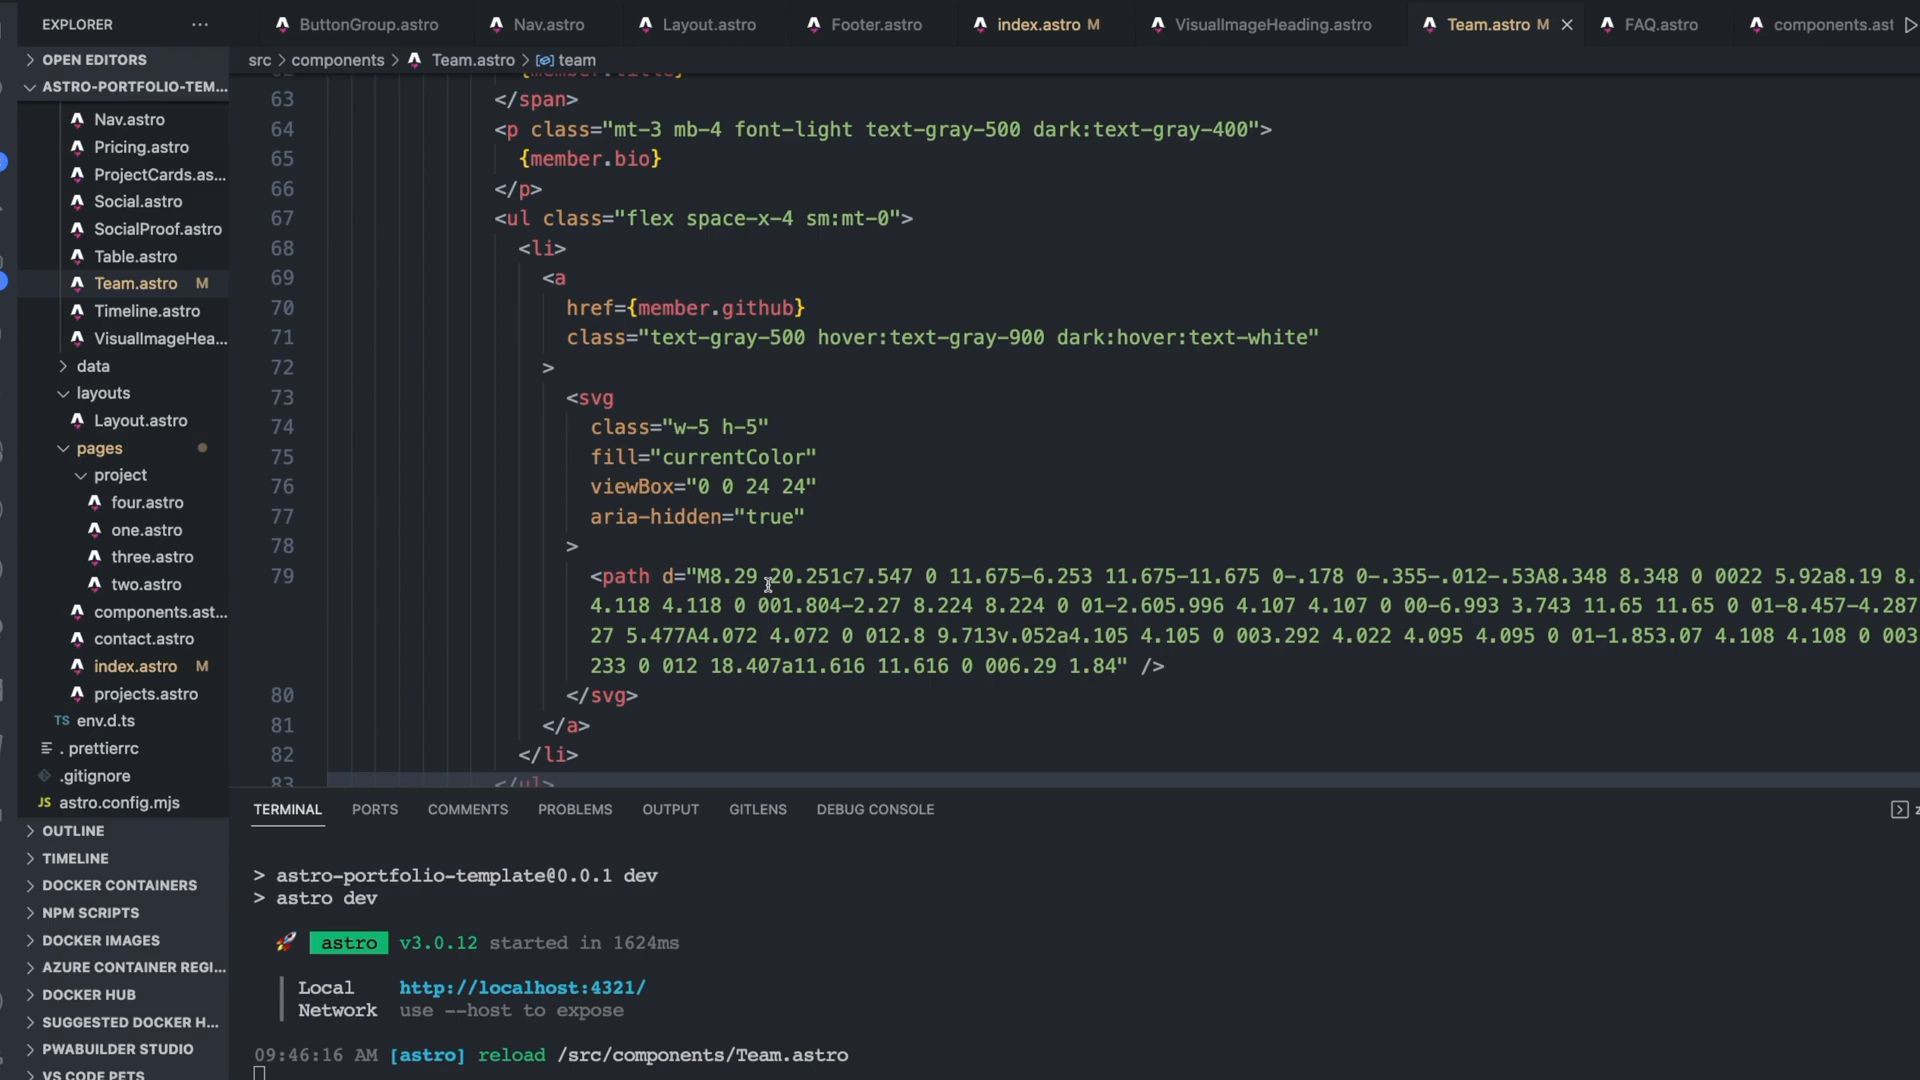 EXPLORER
...
ButtonGroup.astro
Nav.astro
Layout.astro
Footer.astro
index.astro M
VisualImageHeading.astro
Team.astro M
FAQ.astro
components.ast
OPEN EDITORS
ASTRO-PORTFOLIO-TEM...
Nav.astro
Pricing.astro
ProjectCards.as...
Social.astro
SocialProof.astro
Table.astro
Team.astro M
Timeline.astro
VisualImageHea...
data
layouts
Layout.astro
pages
project
four.astro
one.astro
three.astro
two.astro
components.ast...
contact.astro
index.astro M
projects.astro
TS env.d.ts
.prettierrc
.gitignore
JS astro.config.mjs
OUTLINE
TIMELINE
DOCKER CONTAINERS
NPM SCRIPTS
DOCKER IMAGES
AZURE CONTAINER REGI...
DOCKER HUB
SUGGESTED DOCKER H...
PWABUILDER STUDIO
VS CODE PETS
src > components > Team.astro > team
{member.title}
63 </span>
64 <p class="mt-3 mb-4 font-light text-gray-500 dark:text-gray-400">
65 {member.bio}
66 </p>
67 <ul class="flex space-x-4 sm:mt-0">
68 <li>
69 <a
70 href={member.github}
71 class="text-gray-500 hover:text-gray-900 dark:hover:text-white"
72 >
73 <svg
74 class="w-5 h-5"
75 fill="currentColor"
76 viewBox="0 0 24 24"
77 aria-hidden="true"
78 >
79 <path d="M8.29 20.251c7.547 0 11.675-6.253 11.675-11.675 0-.178 0-.355-.012-.53A8.348 8.348 0 0022 5.92a8.19 8.
4.118 4.118 0 001.804-2.27 8.224 8.224 0 01-2.605.996 4.107 4.107 0 00-6.993 3.743 11.65 11.65 0 01-8.457-4.287
27 5.477A4.072 4.072 0 012.8 9.713v.052a4.105 4.105 0 003.292 4.022 4.095 4.095 0 01-1.853.07 4.108 4.108 0 003
233 0 012 18.407a11.616 11.616 0 006.29 1.84" />
80 </svg>
81 </a>
82 </li>
83 </ul>
TERMINAL
PORTS
COMMENTS
PROBLEMS
OUTPUT
GITLENS
DEBUG CONSOLE
> astro-portfolio-template@0.0.1 dev
> astro dev
astro v3.0.12 started in 1624ms
Local http://localhost:4321/
Network use --host to expose
09:46:16 AM [astro] reload /src/components/Team.astro